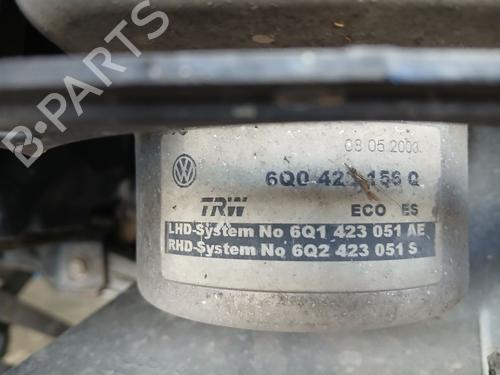 08 05 2003.
6Q0 423 156 Q
TRW ECO ES
LHD-System No 6Q1 423 051 AE
RHD-System No 6Q2 423 051 S
B-PARTS